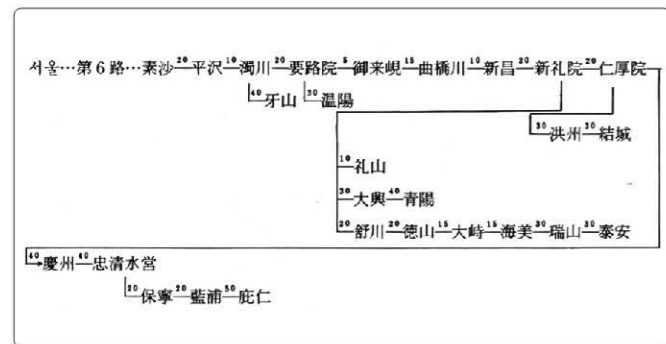 서울…第6路…素沙—20平沢—10濁川—20要路院—5御来峴—15曲橋川—10新昌—20新礼院—20仁厚院
40牙山 30温陽
30洪州—30結城
10礼山
30大興—40青陽
20舒川—20徳山—15大峙—15海美—30瑞山—30泰安
40慶州—40忠清水営
20保寧—20藍浦—50庇仁